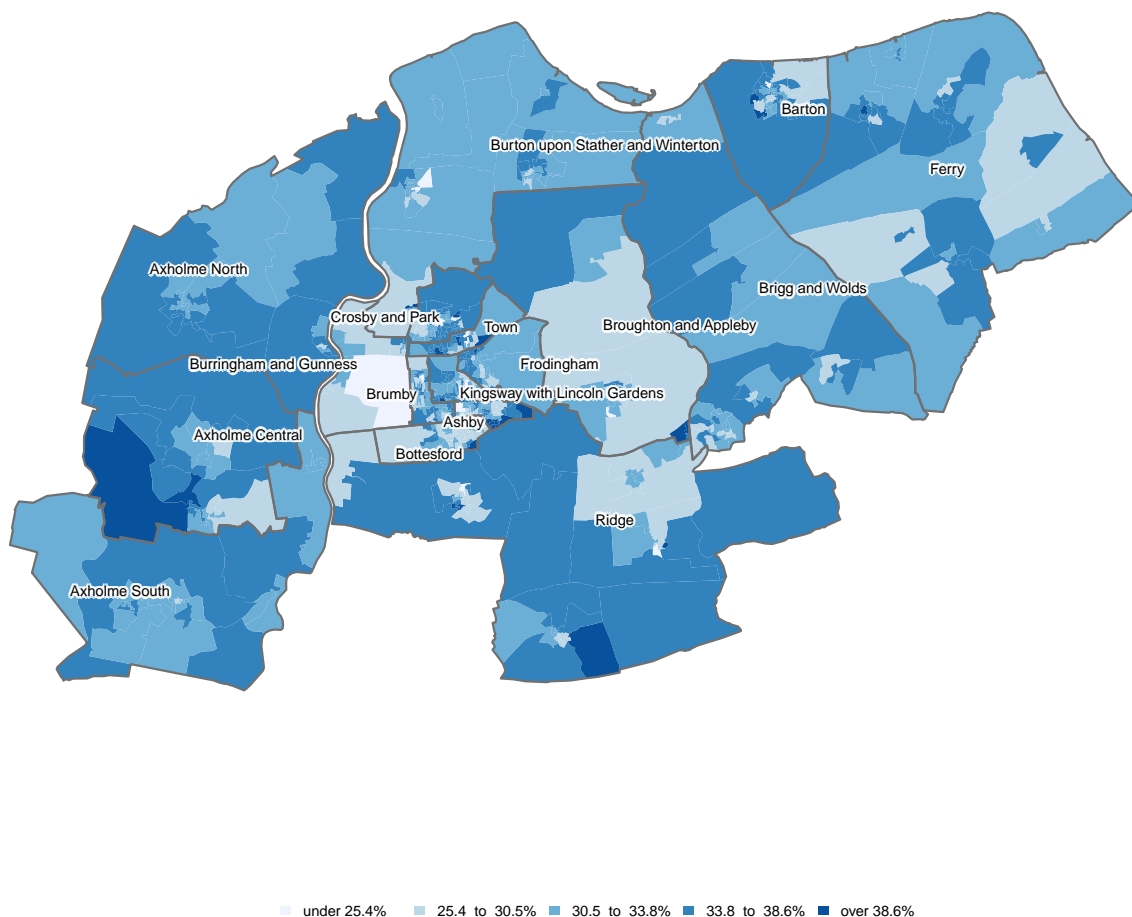 Barton
Burton upon Stather and Winterton
Ferry
Axholme North
Brigg and Wolds
Crosby and Park
Town
Broughton and Appleby
Burringham and Gunness
Frodingham
Brumby
Kingsway with Lincoln Gardens
Ashby
Axholme Central
Bottesford
Ridge
Axholme South
under 25.4% 25.4 to 30.5% 30.5 to 33.8% 33.8 to 38.6% over 38.6%